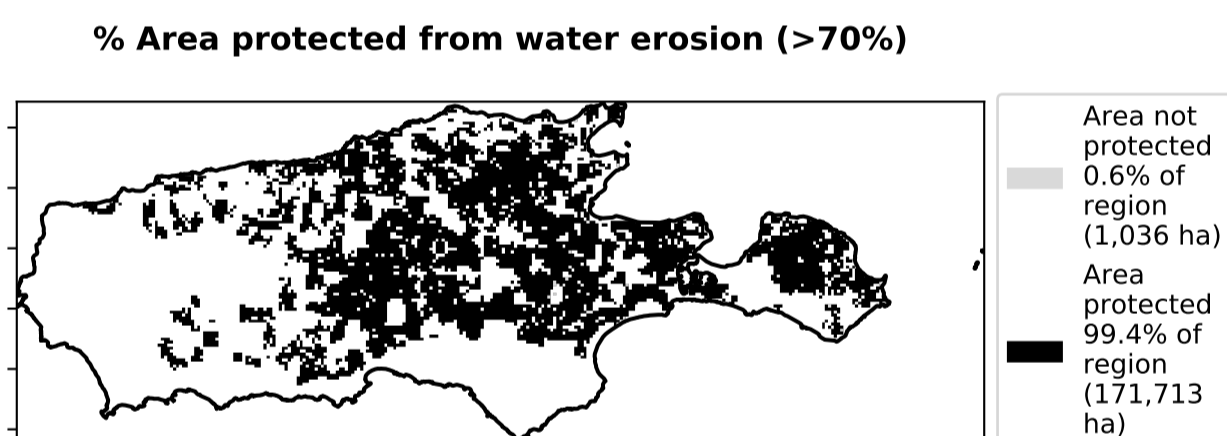 % Area protected from water erosion (>70%)
Area not
protected
0.6% of
region
(1,036 ha)
Area
protected
99.4% of
region
(171,713
ha)